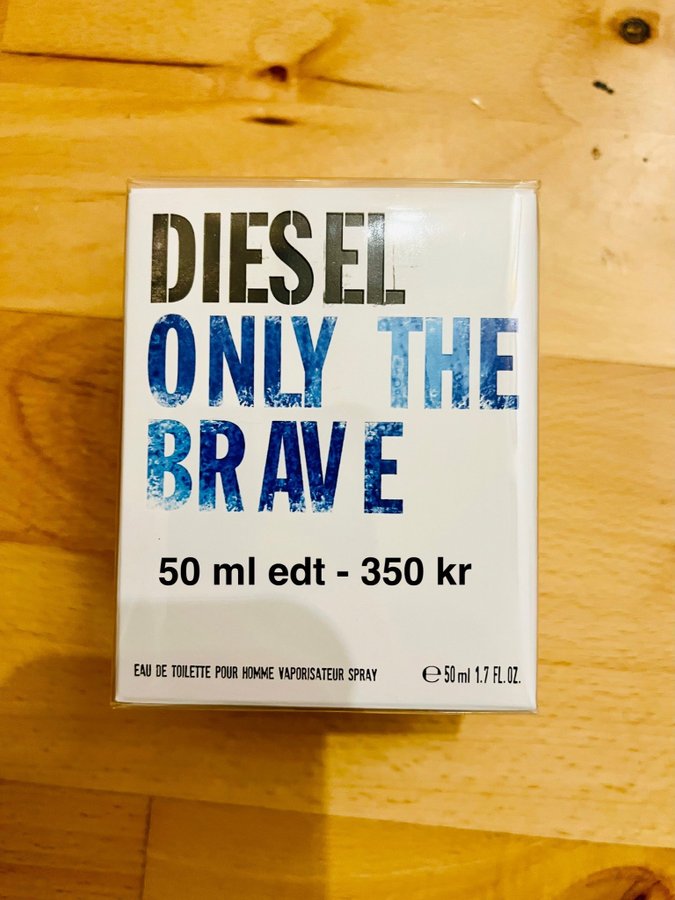 DIESEL
ONLY THE
BRAVE
50 ml edt - 350 kr
EAU DE TOILETTE POUR HOMME VAPORISATEUR SPRAY ℮ 50 ml 1.7 FL. OZ.